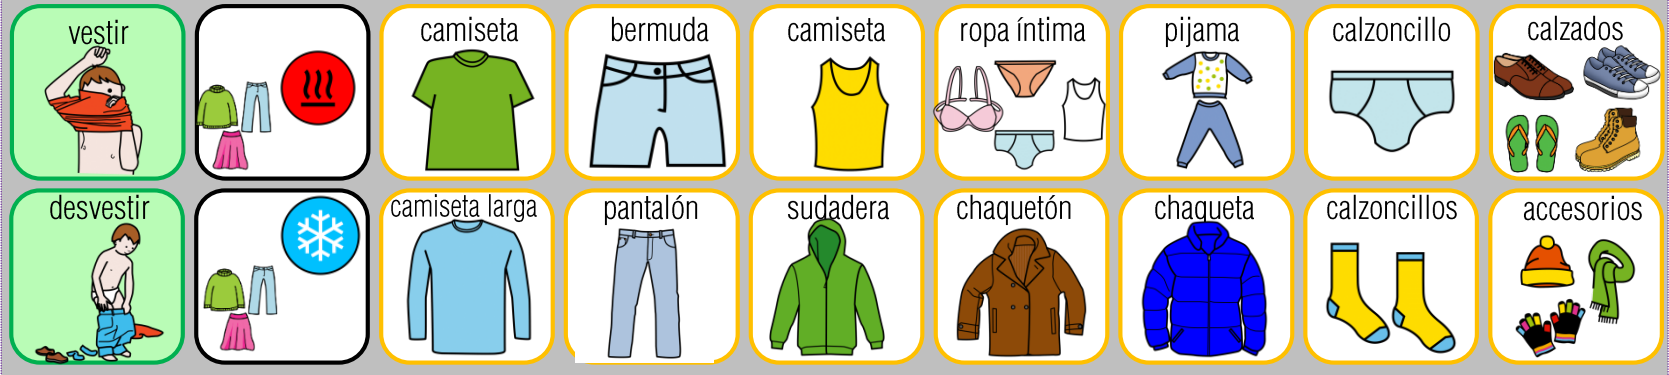 vestir
camiseta
bermuda
camiseta
ropa íntima
pijama
calzoncillo
calzados
desvestir
camiseta larga
pantalón
sudadera
chaquetón
chaqueta
calzoncillos
accesorios